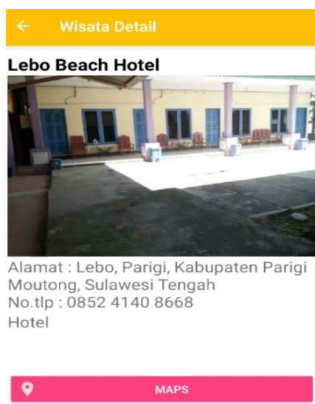 Wisata Detail
Lebo Beach Hotel
Alamat : Lebo, Parigi, Kabupaten Parigi
Moutong, Sulawesi Tengah
No.tlp : 0852 4140 8668
Hotel
MAPS